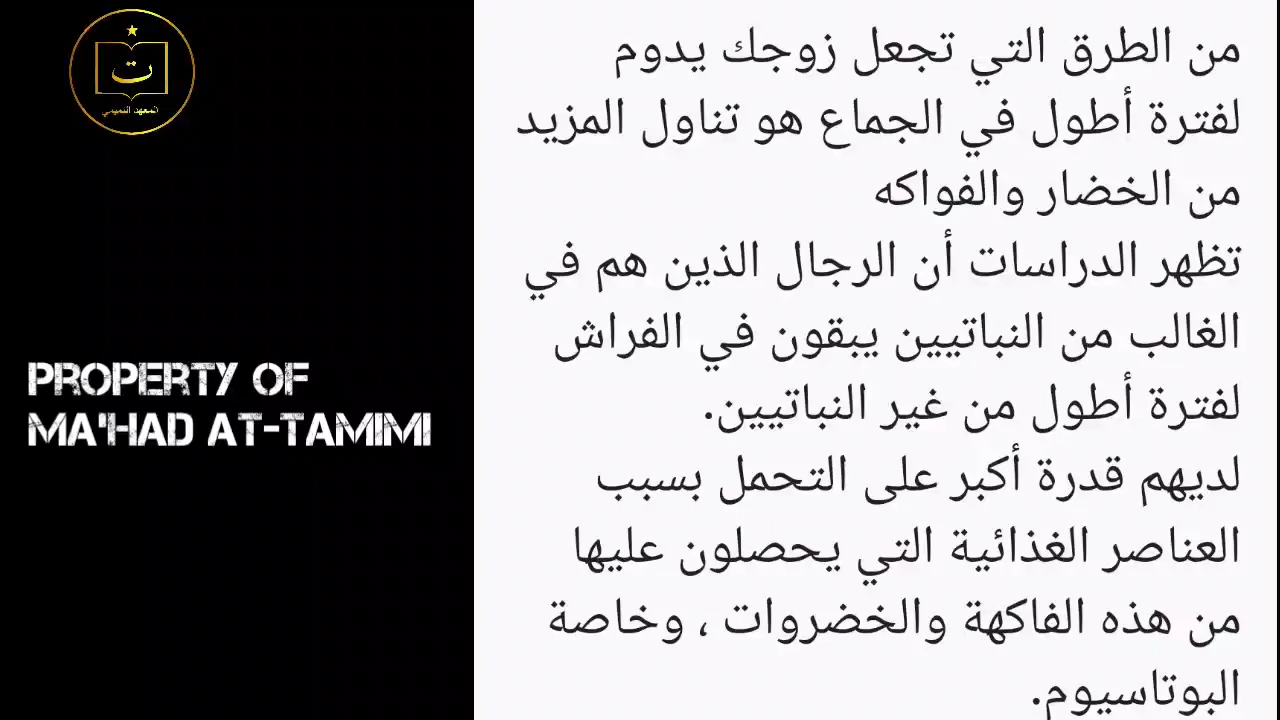 ت
المعهد التميمي
PROPERTY OF
MA'HAD AT-TAMIMI
من الطرق التي تجعل زوجك يدوم
لفترة أطول في الجماع هو تناول المزيد
من الخضار والفواكه
تظهر الدراسات أن الرجال الذين هم في
الغالب من النباتيين يبقون في الفراش
لفترة أطول من غير النباتيين.
لديهم قدرة أكبر على التحمل بسبب
العناصر الغذائية التي يحصلون عليها
من هذه الفاكهة والخضروات ، وخاصة
البوتاسيوم.